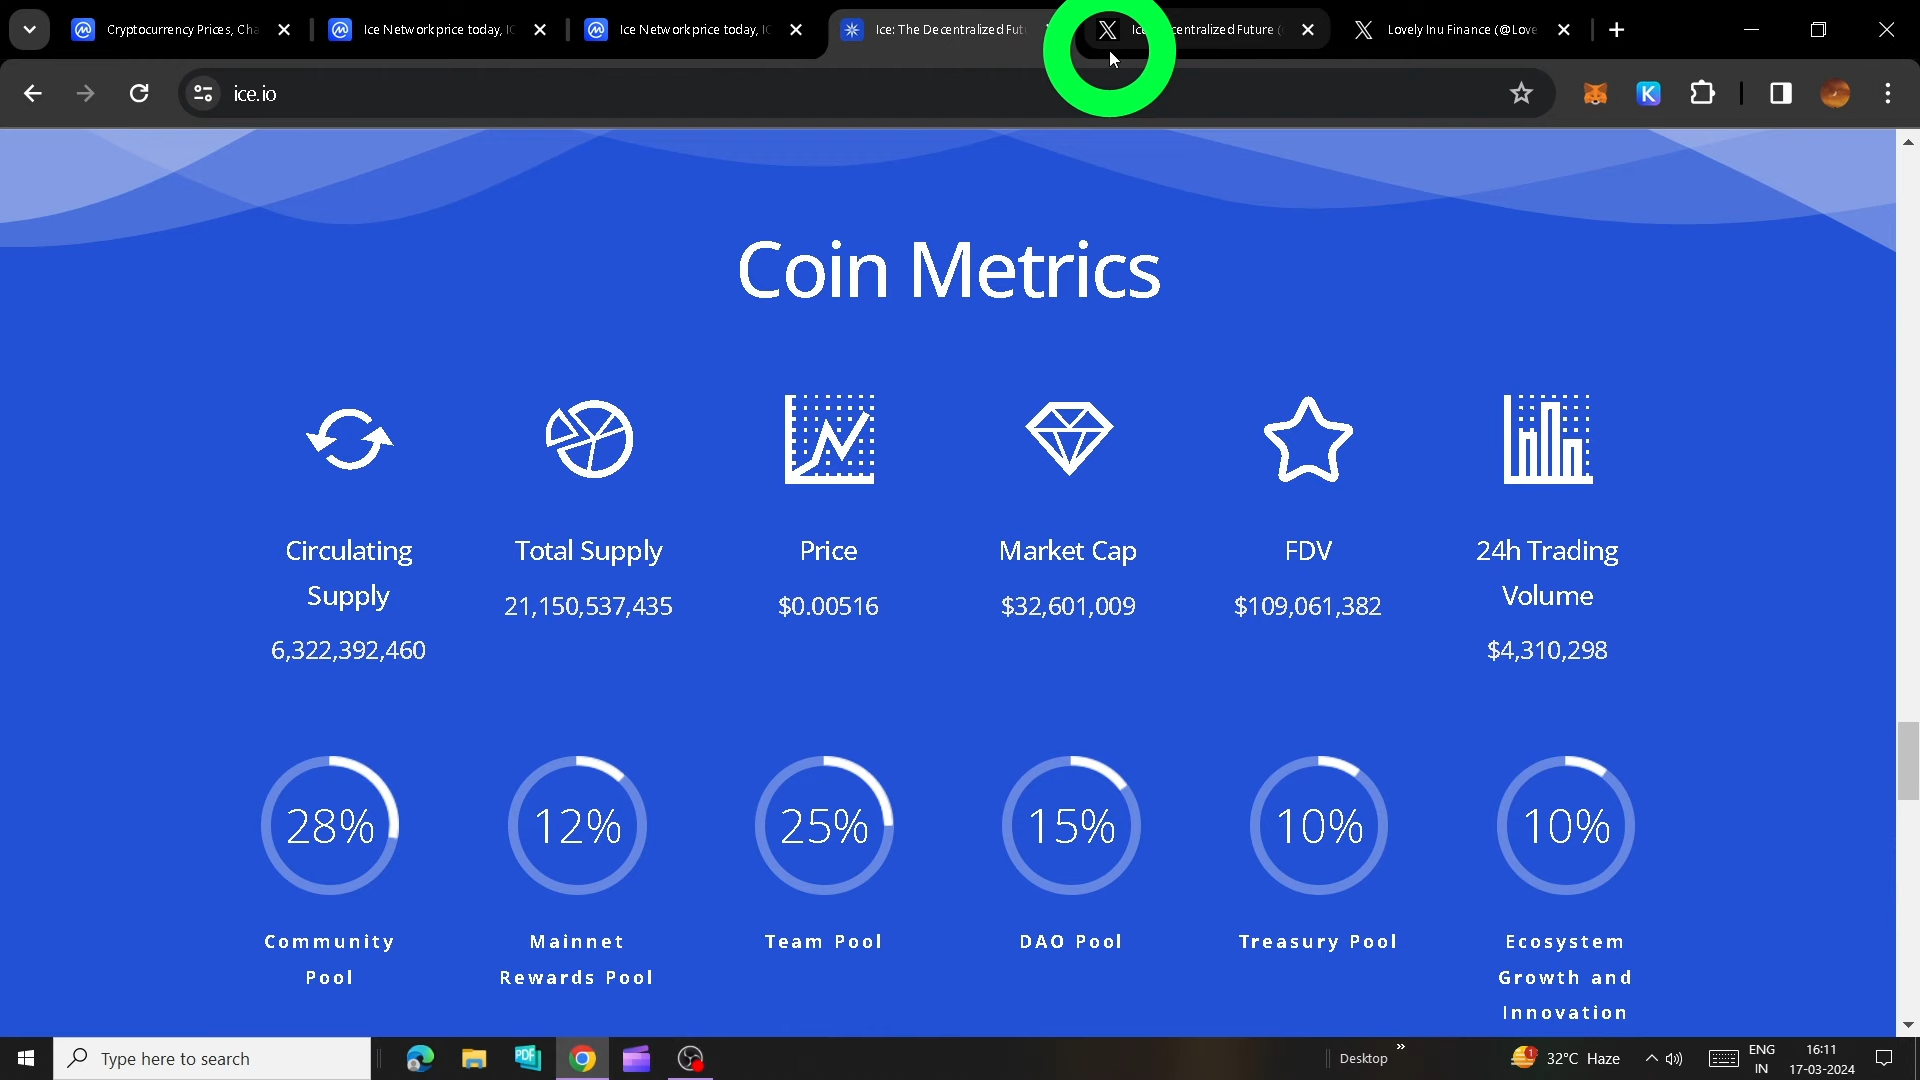 Cryptocurrency Prices, Cha
Ice Network price today, IC
Ice Network price today, IC
Ice: The Decentralized Futu
Ice centralized Future (
Lovely Inu Finance (@Love
ice.io
Coin Metrics
Circulating Supply
6,322,392,460
Total Supply
21,150,537,435
Price
$0.00516
Market Cap
$32,601,009
FDV
$109,061,382
24h Trading Volume
$4,310,298
28%
12%
25%
15%
10%
10%
Community Pool
Mainnet Rewards Pool
Team Pool
DAO Pool
Treasury Pool
Ecosystem Growth and Innovation
Type here to search
PDF
Desktop
1
32°C Haze
ENG
IN
16:11
17-03-2024